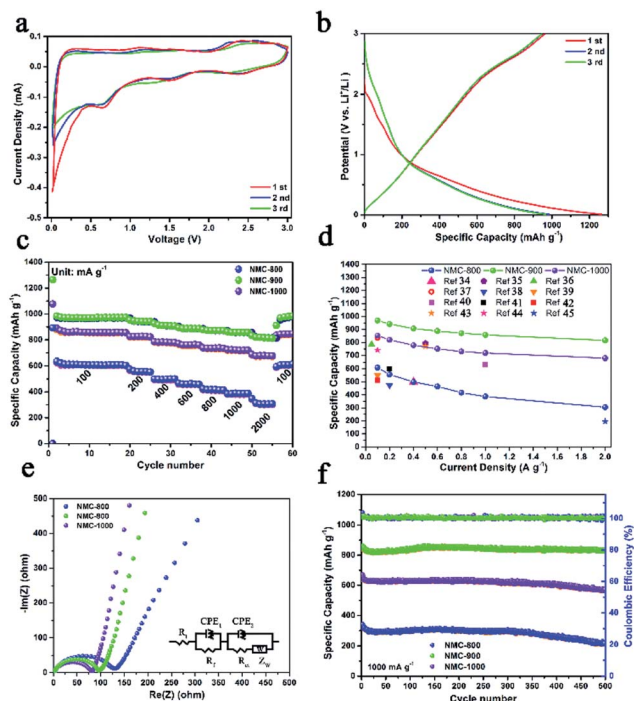 a
Current Density (mA)
0.1
0.0
-0.1
-0.2
-0.3
-0.4
-0.5
0.0 0.5 1.0 1.5 2.0 2.5 3.0
Voltage (V)
1 st
2 nd
3 rd
b
Potential (V vs. Li+/Li)
3
2
1
0
0 200 400 600 800 1000 1200
Specific Capacity (mAh g-1)
1 st
2 nd
3 rd
c
Specific Capacity (mAh g-1)
Unit: mA g-1
NMC-800
NMC-900
NMC-1000
1400
1200
1000
800
600
400
200
0
100 200 400 600 800 1000 2000 100
0 10 20 30 40 50 60
Cycle number
d
Specific Capacity (mAh g-1)
NMC-800 NMC-900 NMC-1000
Ref 34 Ref 35 Ref 36
Ref 37 Ref 38 Ref 39
Ref 40 Ref 41 Ref 42
Ref 43 Ref 44 Ref 45
1400
1300
1200
1100
1000
900
800
700
600
500
400
300
200
100
0
0.0 0.2 0.4 0.6 0.8 1.0 1.2 1.4 1.6 1.8 2.0
Current Density (A g-1)
e
-Im(Z) (ohm)
NMC-800
NMC-600
NMC-1000
500
400
300
200
100
0
CPE1 CPE2
Rf Zw
0 50 100 150 200 250 300 350 400 450 500
Re(Z) (ohm)
f
Specific Capacity (mAh g-1)
1200
1000
800
600
400
200
0
100
80
60
40
20
0
Coulombic Efficiency (%)
1000 mA g-1
NMC-800
NMC-900
NMC-1000
0 50 100 150 200 250 300 350 400 450 500
Cycle number